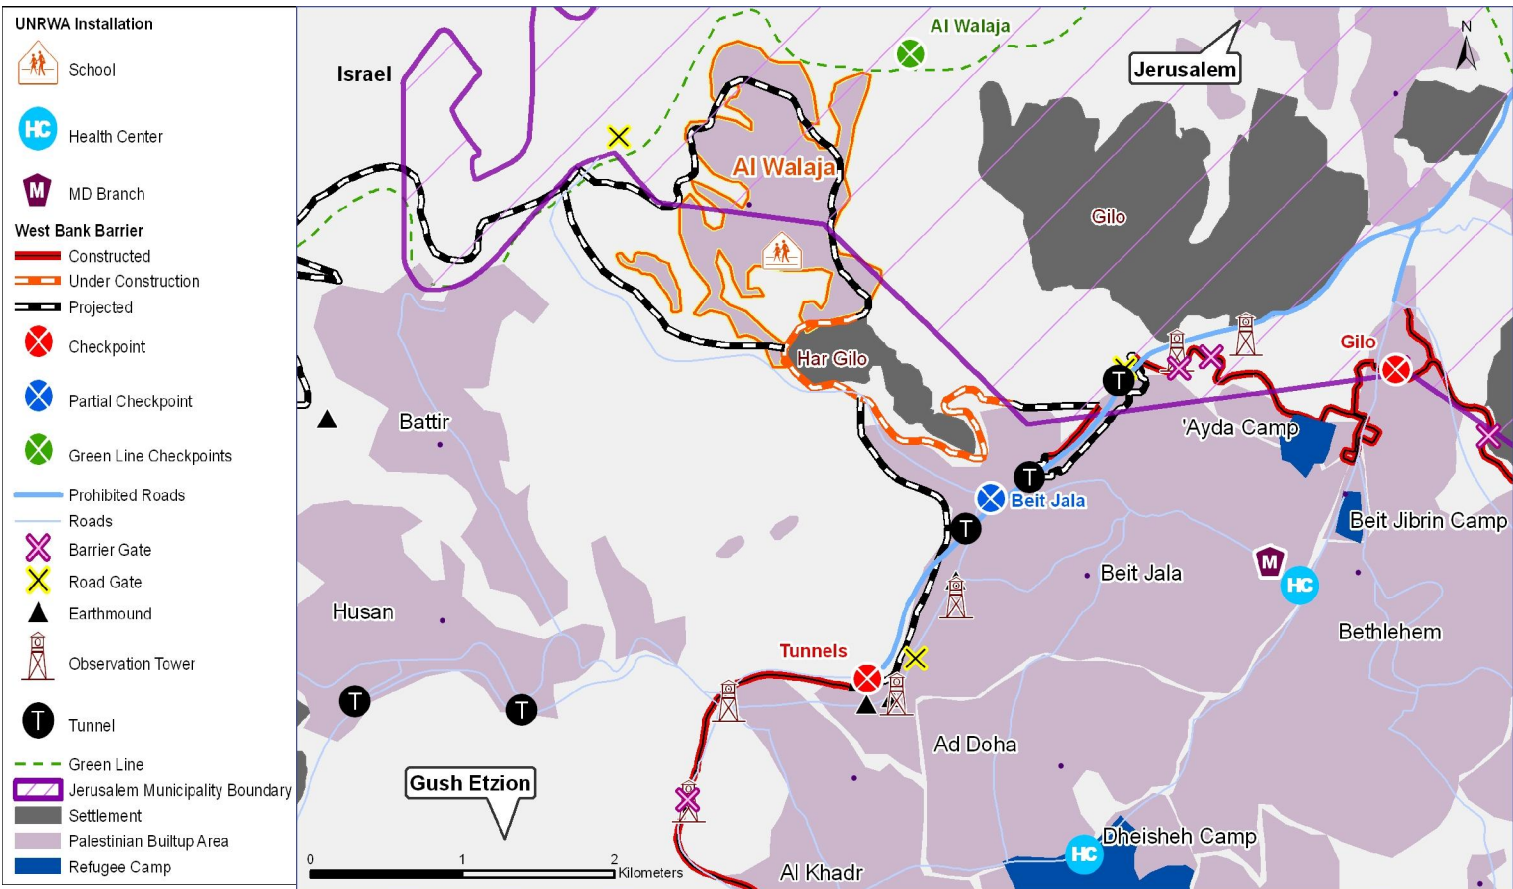 UNRWA Installation
School
HC
Health Center
M
MD Branch
West Bank Barrier
Constructed
Under Construction
Projected
Checkpoint
Partial Checkpoint
Green Line Checkpoints
Prohibited Roads
Roads
Barrier Gate
Road Gate
Earthmound
Observation Tower
T
Tunnel
Green Line
Jerusalem Municipality Boundary
Settlement
Palestinian Builtup Area
Refugee Camp
Al Walaja
N
Israel
Jerusalem
Al Walaja
Gilo
Gilo
Har Gilo
T
Battir
'Ayda Camp
T
Beit Jala
Beit Jibrin Camp
T
M
Beit Jala
HC
Husan
Bethlehem
Tunnels
T
T
Ad Doha
Gush Etzion
Dheisheh Camp
HC
0 1 2
Kilometers
Al Khadr